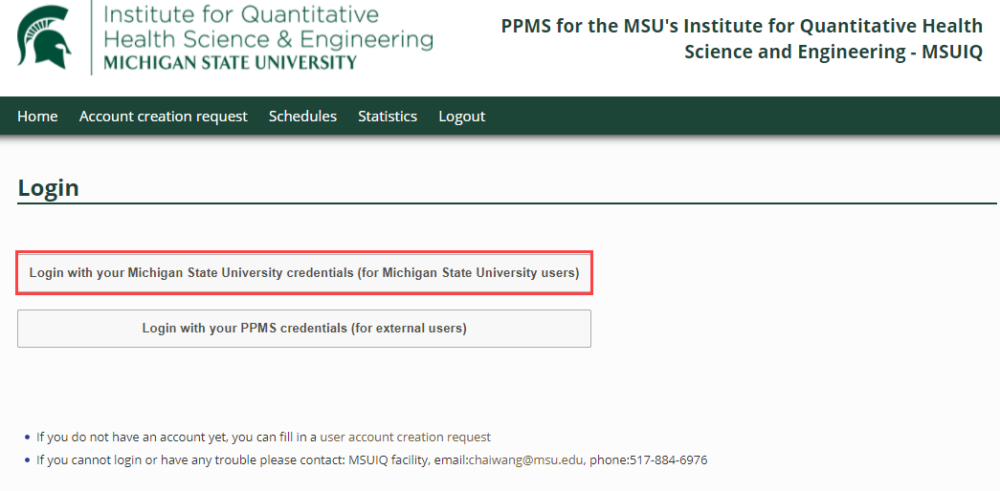 Institute for Quantitative
Health Science & Engineering
MICHIGAN STATE UNIVERSITY
PPMS for the MSU's Institute for Quantitative Health
Science and Engineering - MSUIQ
Home Account creation request Schedules Statistics Logout
Login
Login with your Michigan State University credentials (for Michigan State University users)
Login with your PPMS credentials (for external users)
If you do not have an account yet, you can fill in a user account creation request
If you cannot login or have any trouble please contact: MSUIQ facility, email:chaiwang@msu.edu, phone:517-884-6976